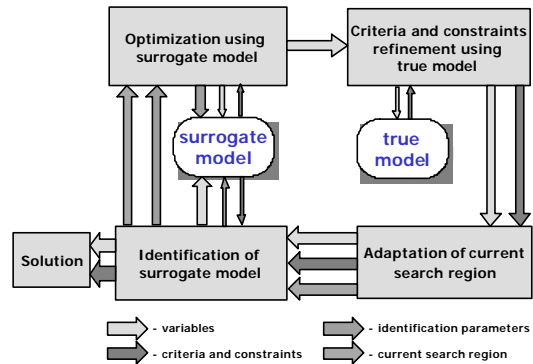 Optimization using
surrogate model
Criteria and constraints
refinement using
true model
surrogate
model
true
model
Solution
Identification of
surrogate model
Adaptation of current
search region
- variables
- identification parameters
- criteria and constraints
- current search region